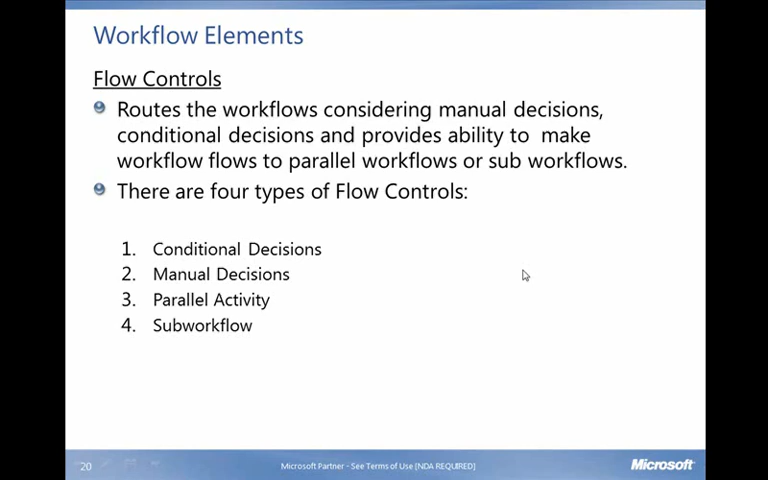 Workflow Elements
Flow Controls
Routes the workflows considering manual decisions,
conditional decisions and provides ability to make
workflow flows to parallel workflows or sub workflows.
There are four types of Flow Controls:
1. Conditional Decisions
2. Manual Decisions
3. Parallel Activity
4. Subworkflow
20
Microsoft Partner - See Terms of Use [NDA REQUIRED]
Microsoft